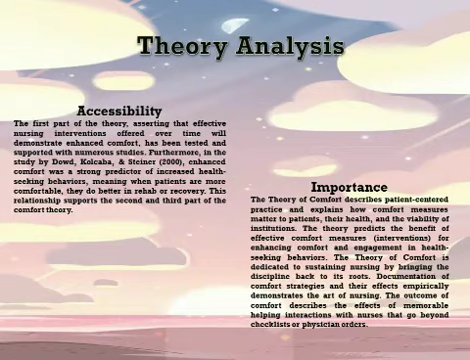 Theory Analysis
Accessibility
The first part of the theory, asserting that effective
nursing interventions offered over time will
demonstrate enhanced comfort, has been tested and
supported with numerous studies. Furthermore, in the
study by Dowd, Kolcaba, & Steiner (2000), enhanced
comfort was a strong predictor of increased health-
seeking behaviors, meaning when patients are more
comfortable, they do better in rehab or recovery. This
relationship supports the second and third part of the
comfort theory.
Importance
The Theory of Comfort describes patient-centered
practice and explains how comfort measures
matter to patients, their health, and the viability of
institutions. The theory predicts the benefit of
effective comfort measures (interventions) for
enhancing comfort and engagement in health-
seeking behaviors. The Theory of Comfort is
dedicated to sustaining nursing by bringing the
discipline back to its roots. Documentation of
comfort strategies and their effects empirically
demonstrates the art of nursing. The outcome of
comfort describes the effects of memorable
helping interactions with nurses that go beyond
checklists or physician orders.